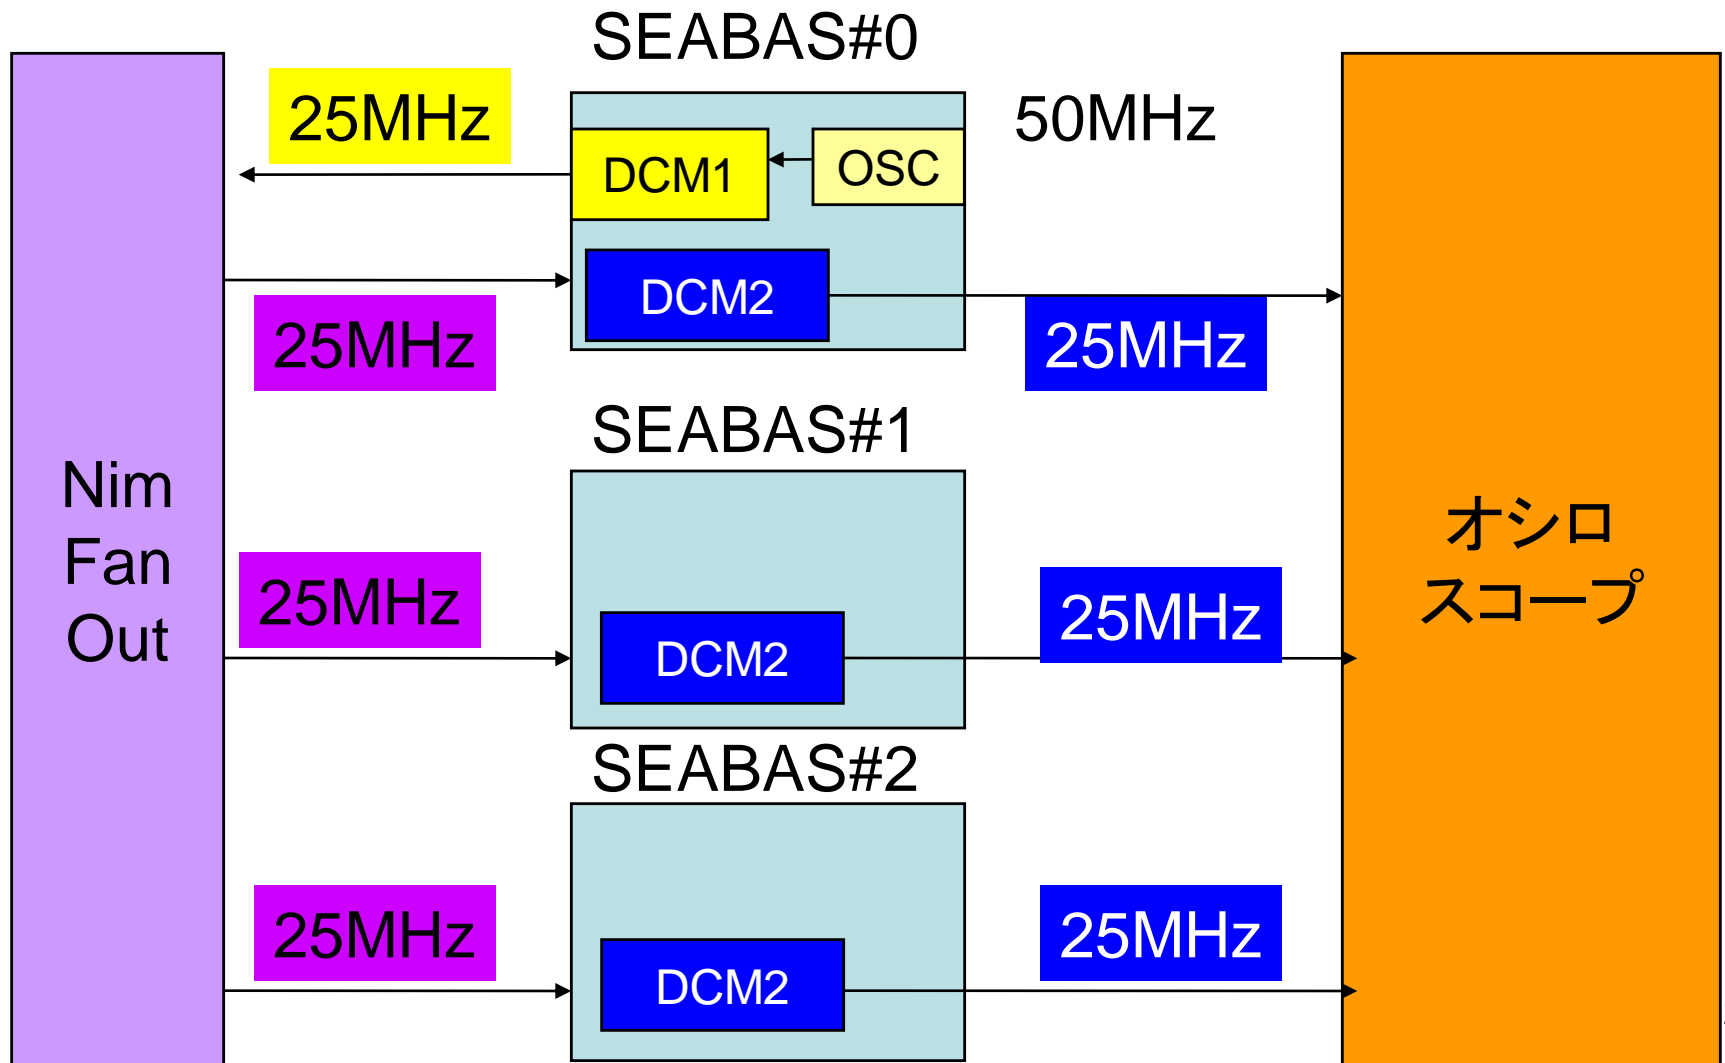 SEABAS#0
25MHz
50MHz
DCM1
OSC
DCM2
25MHz
25MHz
SEABAS#1
Nim
Fan
Out
オシロ
スコープ
25MHz
25MHz
DCM2
SEABAS#2
25MHz
25MHz
DCM2